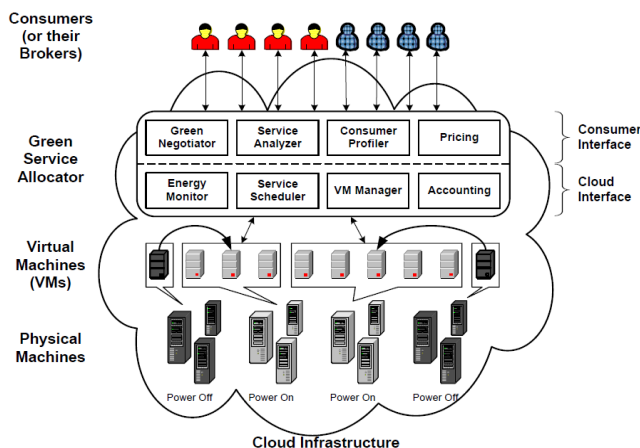 Consumers
(or their
Brokers)
Green
Service
Allocator
Green
Negotiator
Service
Analyzer
Consumer
Profiler
Pricing
Consumer
Interface
Energy
Monitor
Service
Scheduler
VM Manager
Accounting
Cloud
Interface
Virtual
Machines
(VMs)
Physical
Machines
Power Off
Power On
Power On
Power Off
Cloud Infrastructure